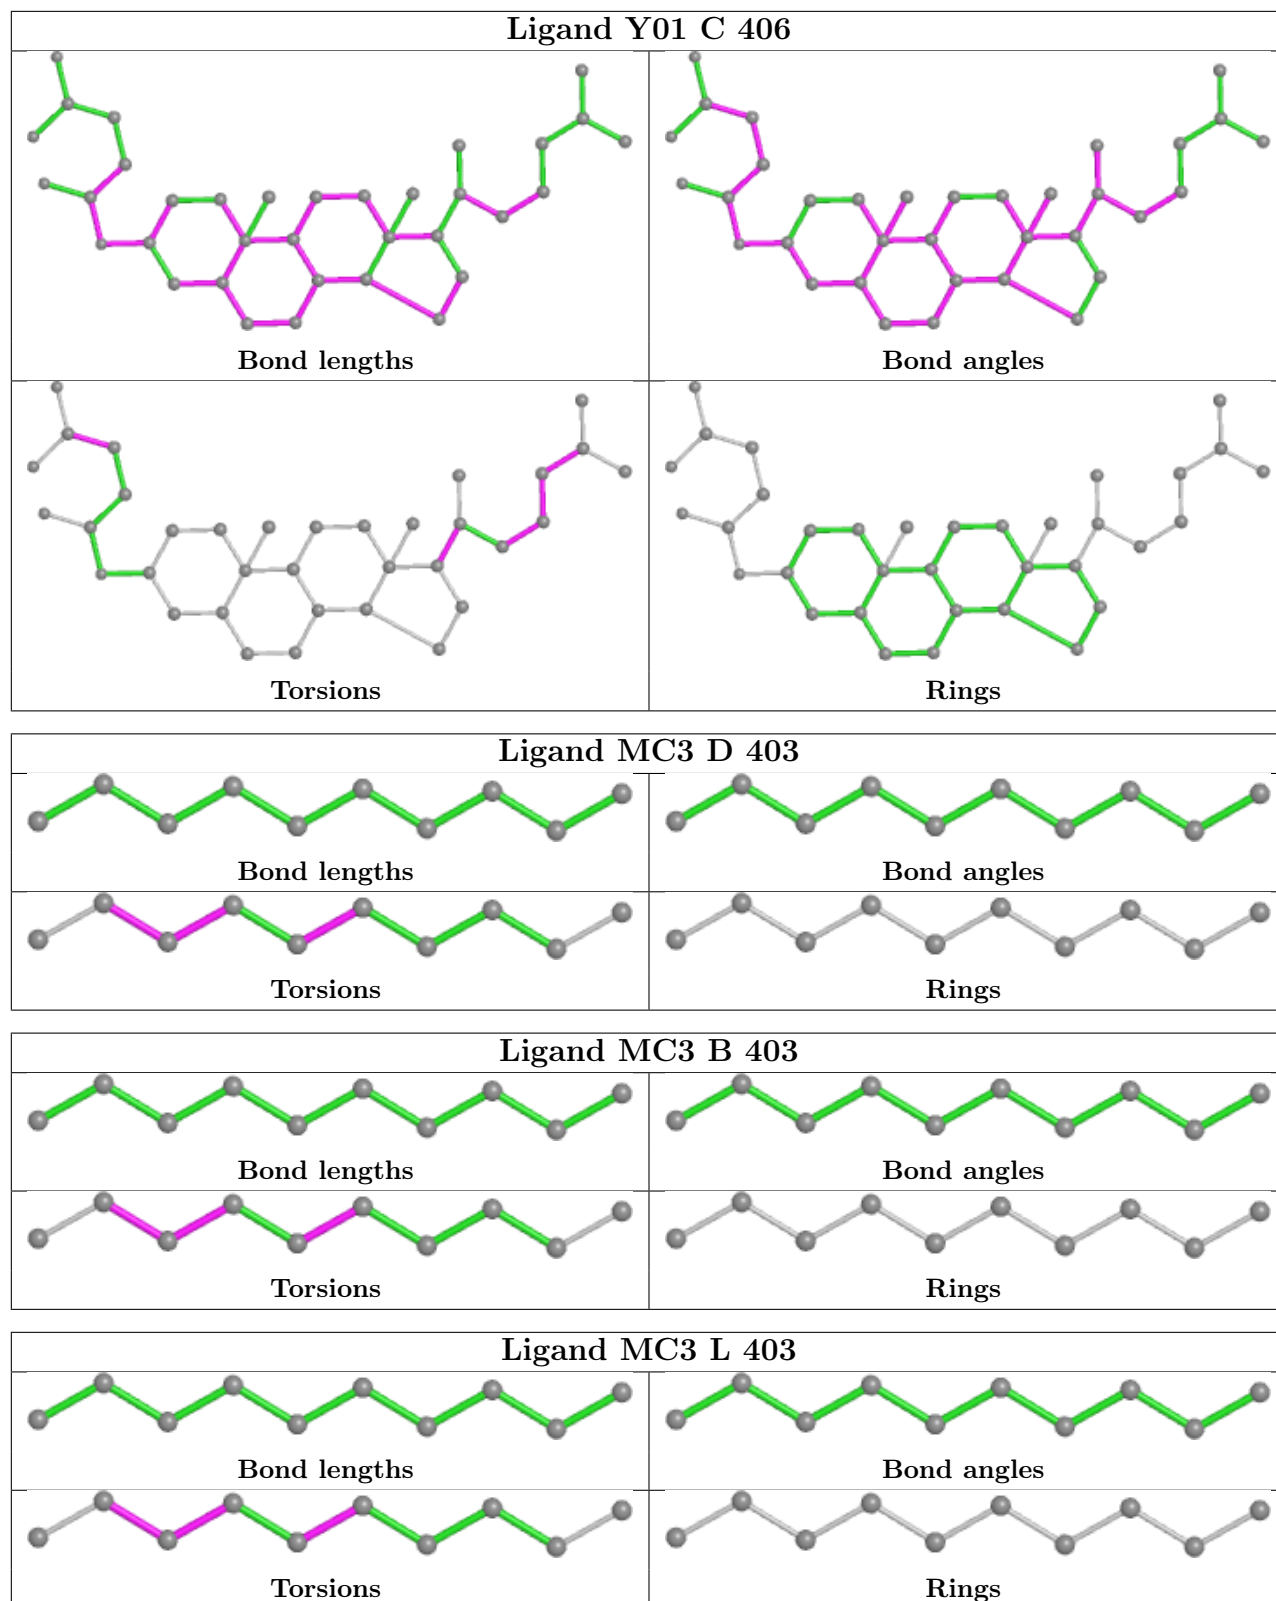 Ligand Y01 C 406
Bond lengths
Bond angles
Torsions
Rings
Ligand MC3 D 403
Bond lengths
Bond angles
Torsions
Rings
Ligand MC3 B 403
Bond lengths
Bond angles
Torsions
Rings
Ligand MC3 L 403
Bond lengths
Bond angles
Torsions
Rings